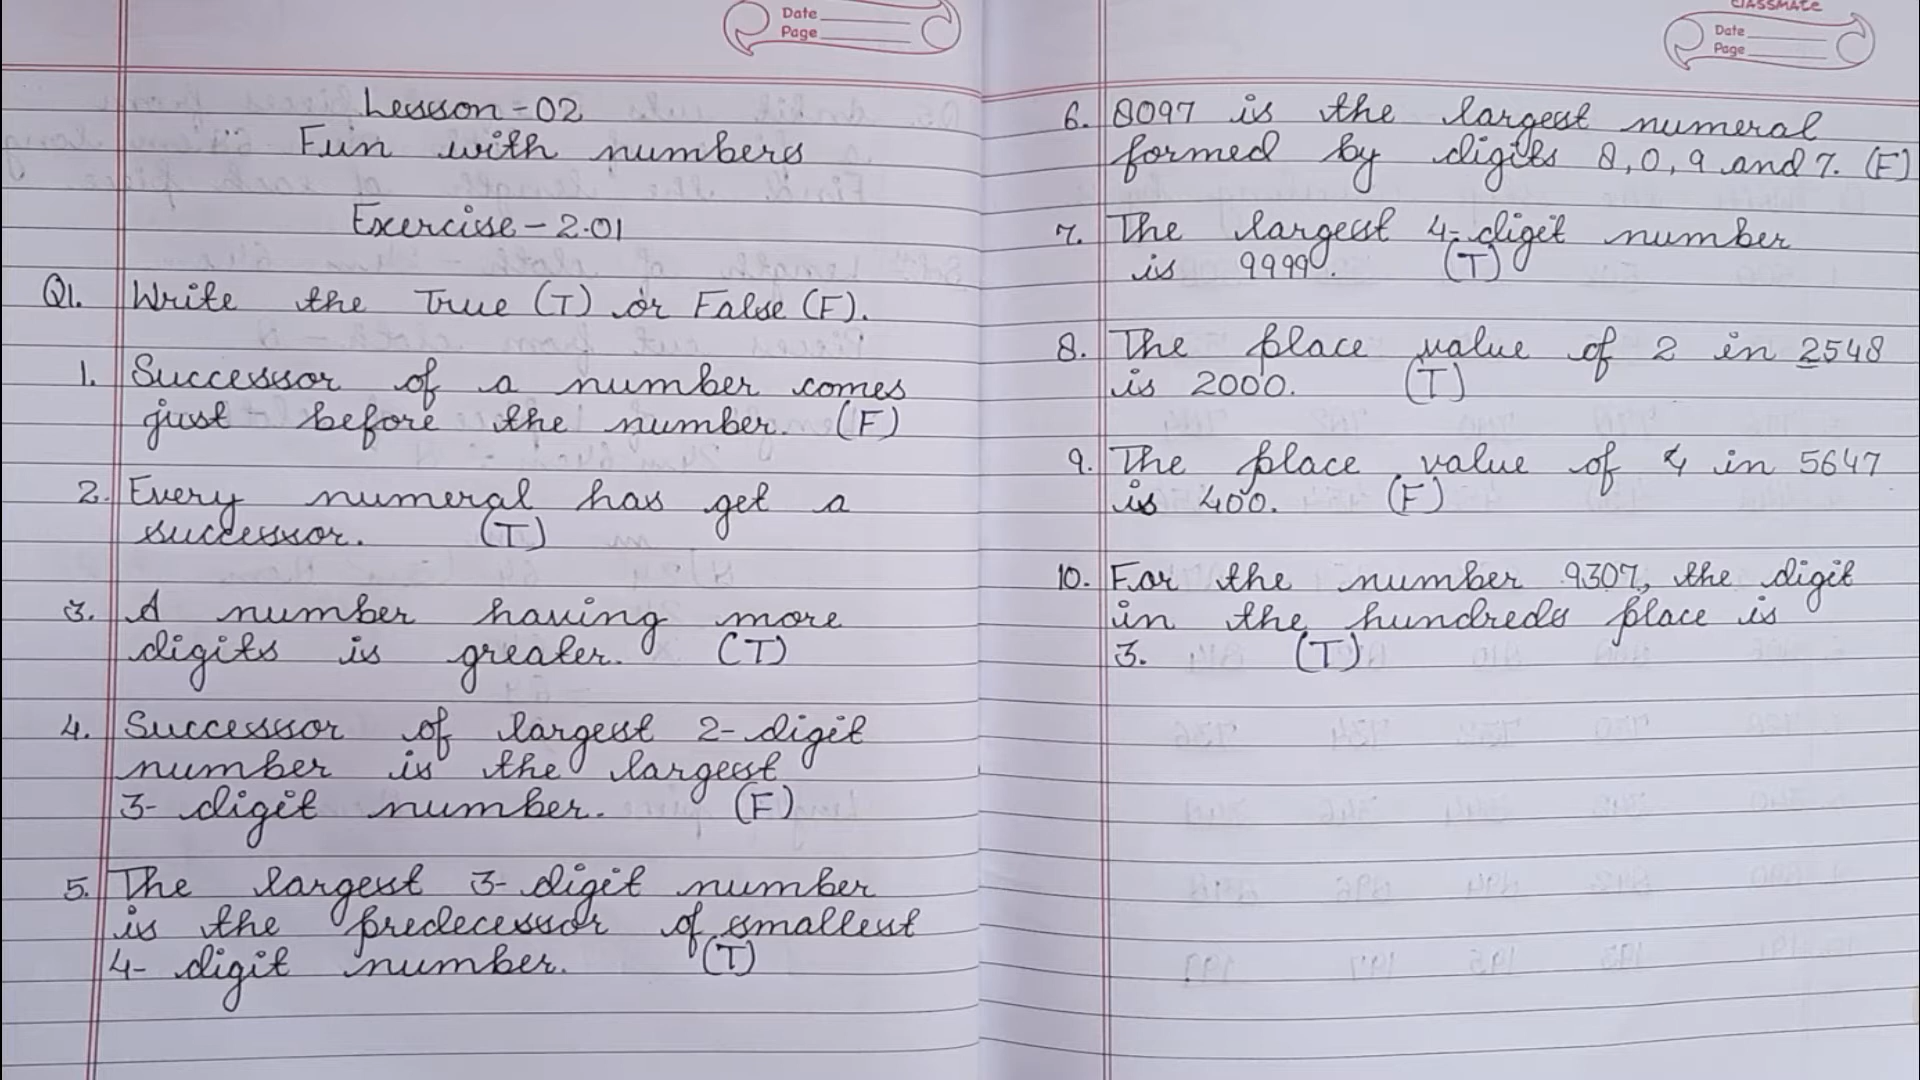 Date
Page
Lesson - 02
Fun with numbers
Exercise - 2.01
Q1. Write the True (T) or False (F).
1. Successor of a number comes
just before the number. (F)
2. Every numeral has get a
successor. (T)
3. A number having more
digits is greater. (T)
4. Successor of largest 2-digit
number is the largest
3-digit number. (F)
5. The largest 3-digit number
is the predecessor of smallest
4-digit number. (T)
CLASSMATE
Date
Page
6. 8097 is the largest numeral
formed by digits 8, 0, 9 and 7. (F)
7. The largest 4-digit number
is 9999. (T)
8. The place value of 2 in 2548
is 2000. (T)
9. The place value of 4 in 5647
is 400. (F)
10. For the number 9307, the digit
in the hundreds place is
3. (T)